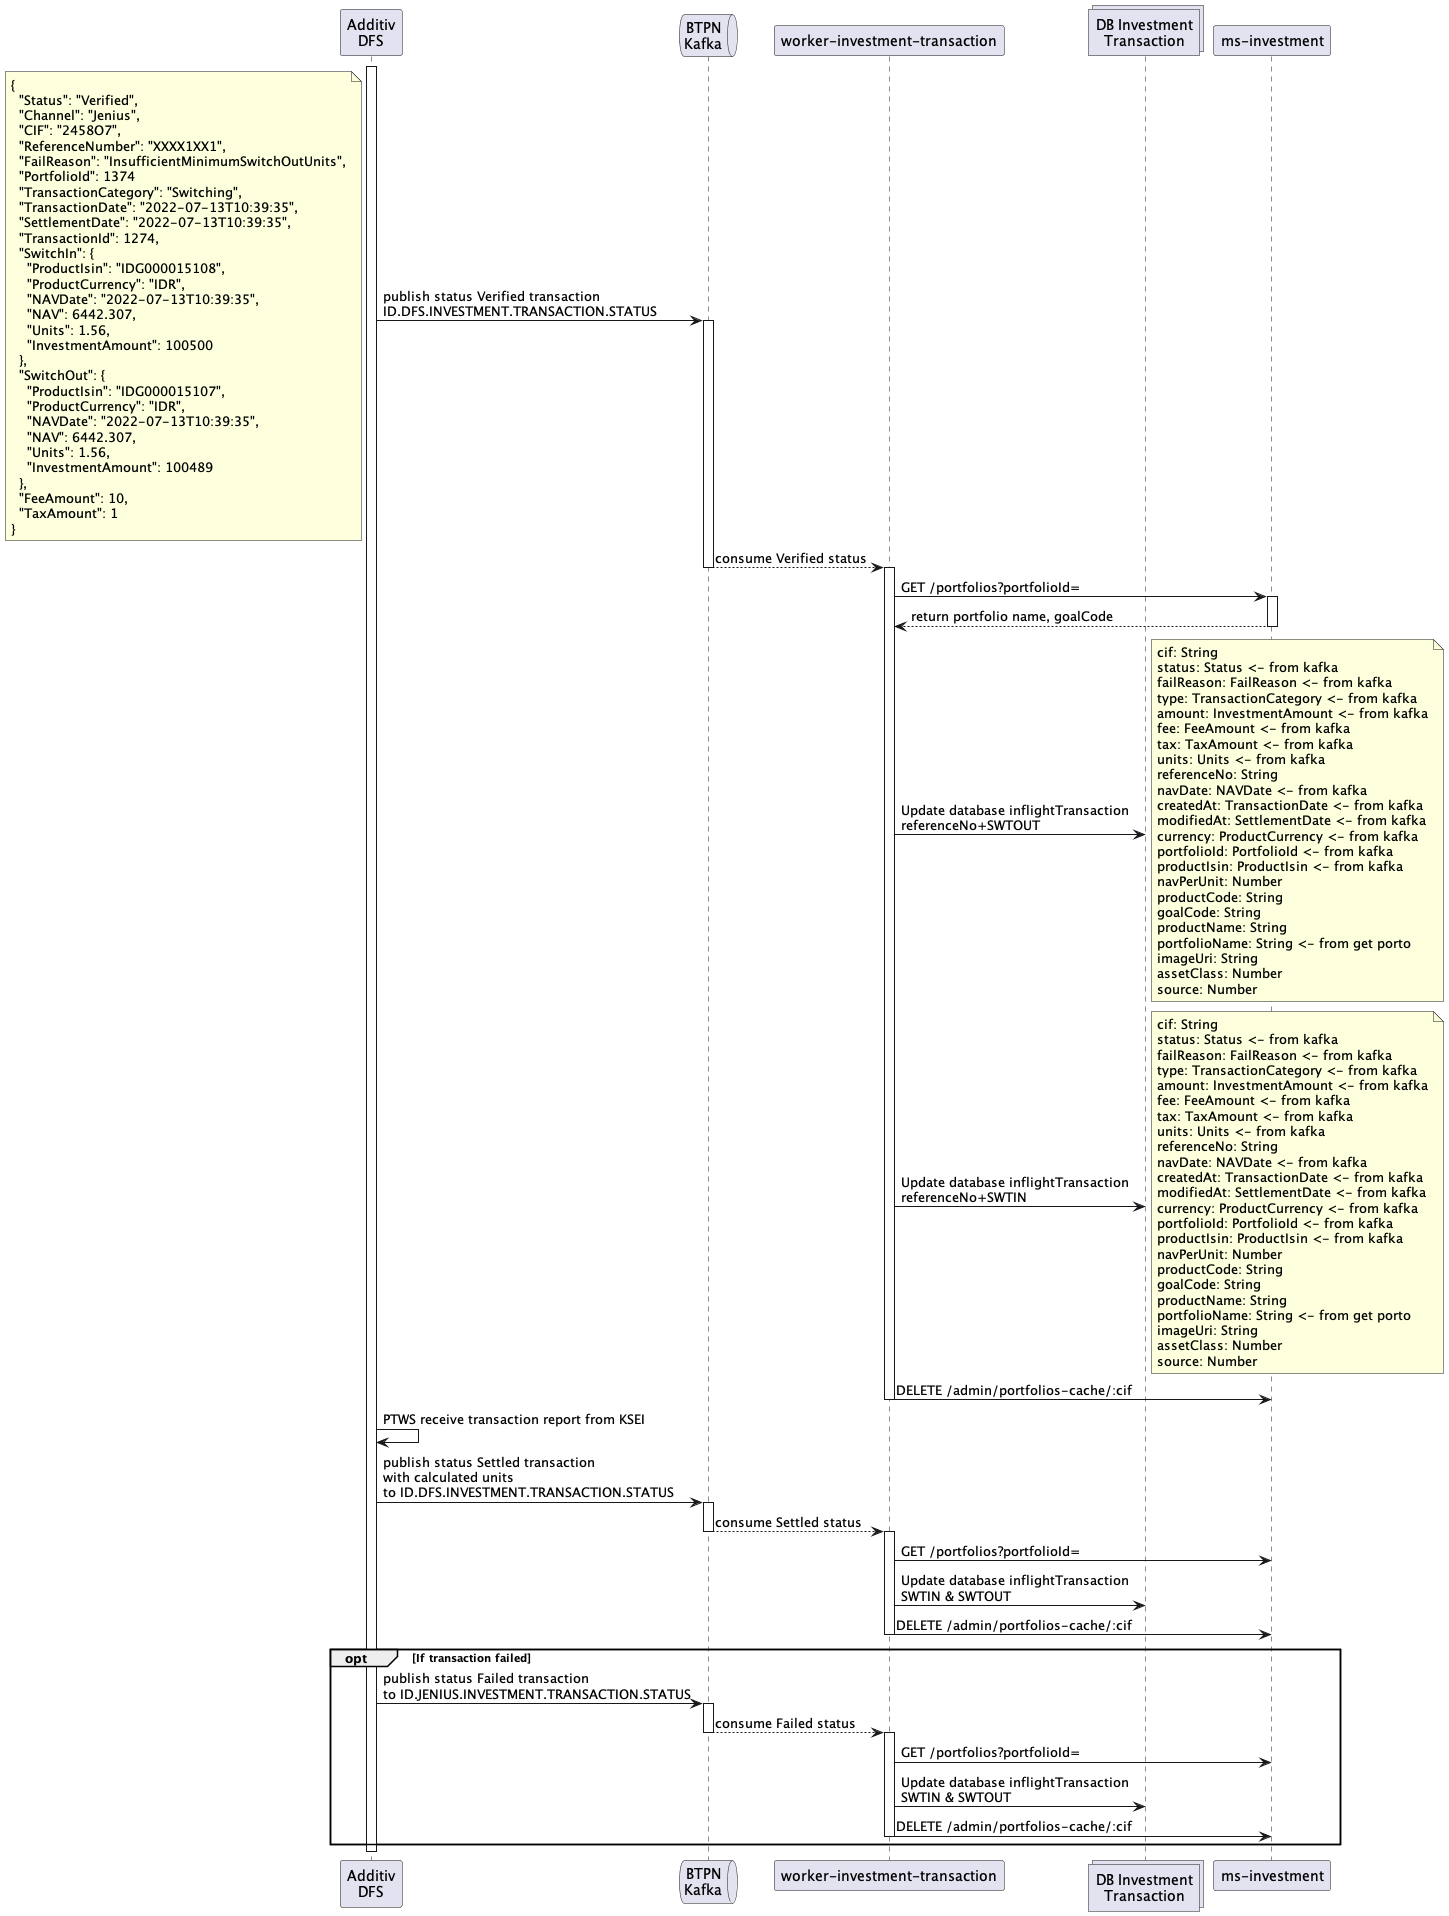 Additiv
DFS
BTPN
Kafka
worker-investment-transaction
DB Investment
Transaction
ms-investment
{
"Status": "Verified",
"Channel": "Jenius",
"CIF": "2458O7",
"ReferenceNumber": "XXXX1XX1",
"FailReason": "InsufficientMinimumSwitchOutUnits",
"PortfolioId": 1374
"TransactionCategory": "Switching",
"TransactionDate": "2022-07-13T10:39:35",
"SettlementDate": "2022-07-13T10:39:35",
"TransactionId": 1274,
"SwitchIn": {
"ProductIsin": "IDG000015108",
"ProductCurrency": "IDR",
"NAVDate": "2022-07-13T10:39:35",
"NAV": 6442.307,
"Units": 1.56,
"InvestmentAmount": 100500
},
"SwitchOut": {
"ProductIsin": "IDG000015107",
"ProductCurrency": "IDR",
"NAVDate": "2022-07-13T10:39:35",
"NAV": 6442.307,
"Units": 1.56,
"InvestmentAmount": 100489
},
"FeeAmount": 10,
"TaxAmount": 1
}
publish status Verified transaction
ID.DFS.INVESTMENT.TRANSACTION.STATUS
consume Verified status
GET /portfolios?portfolioId=
return portfolio name, goalCode
Update database inflightTransaction
referenceNo+SWTOUT
cif: String
status: Status <- from kafka
failReason: FailReason <- from kafka
type: TransactionCategory <- from kafka
amount: InvestmentAmount <- from kafka
fee: FeeAmount <- from kafka
tax: TaxAmount <- from kafka
units: Units <- from kafka
referenceNo: String
navDate: NAVDate <- from kafka
createdAt: TransactionDate <- from kafka
modifiedAt: SettlementDate <- from kafka
currency: ProductCurrency <- from kafka
portfolioId: PortfolioId <- from kafka
productIsin: ProductIsin <- from kafka
navPerUnit: Number
productCode: String
goalCode: String
productName: String
portfolioName: String <- from get porto
imageUri: String
assetClass: Number
source: Number
Update database inflightTransaction
referenceNo+SWTIN
cif: String
status: Status <- from kafka
failReason: FailReason <- from kafka
type: TransactionCategory <- from kafka
amount: InvestmentAmount <- from kafka
fee: FeeAmount <- from kafka
tax: TaxAmount <- from kafka
units: Units <- from kafka
referenceNo: String
navDate: NAVDate <- from kafka
createdAt: TransactionDate <- from kafka
modifiedAt: SettlementDate <- from kafka
currency: ProductCurrency <- from kafka
portfolioId: PortfolioId <- from kafka
productIsin: ProductIsin <- from kafka
navPerUnit: Number
productCode: String
goalCode: String
productName: String
portfolioName: String <- from get porto
imageUri: String
assetClass: Number
source: Number
DELETE /admin/portfolios-cache/:cif
PTWS receive transaction report from KSEI
publish status Settled transaction
with calculated units
to ID.DFS.INVESTMENT.TRANSACTION.STATUS
consume Settled status
GET /portfolios?portfolioId=
Update database inflightTransaction
SWTIN & SWTOUT
DELETE /admin/portfolios-cache/:cif
opt [If transaction failed]
publish status Failed transaction
to ID.JENIUS.INVESTMENT.TRANSACTION.STATUS
consume Failed status
GET /portfolios?portfolioId=
Update database inflightTransaction
SWTIN & SWTOUT
DELETE /admin/portfolios-cache/:cif
Additiv
DFS
BTPN
Kafka
worker-investment-transaction
DB Investment
Transaction
ms-investment